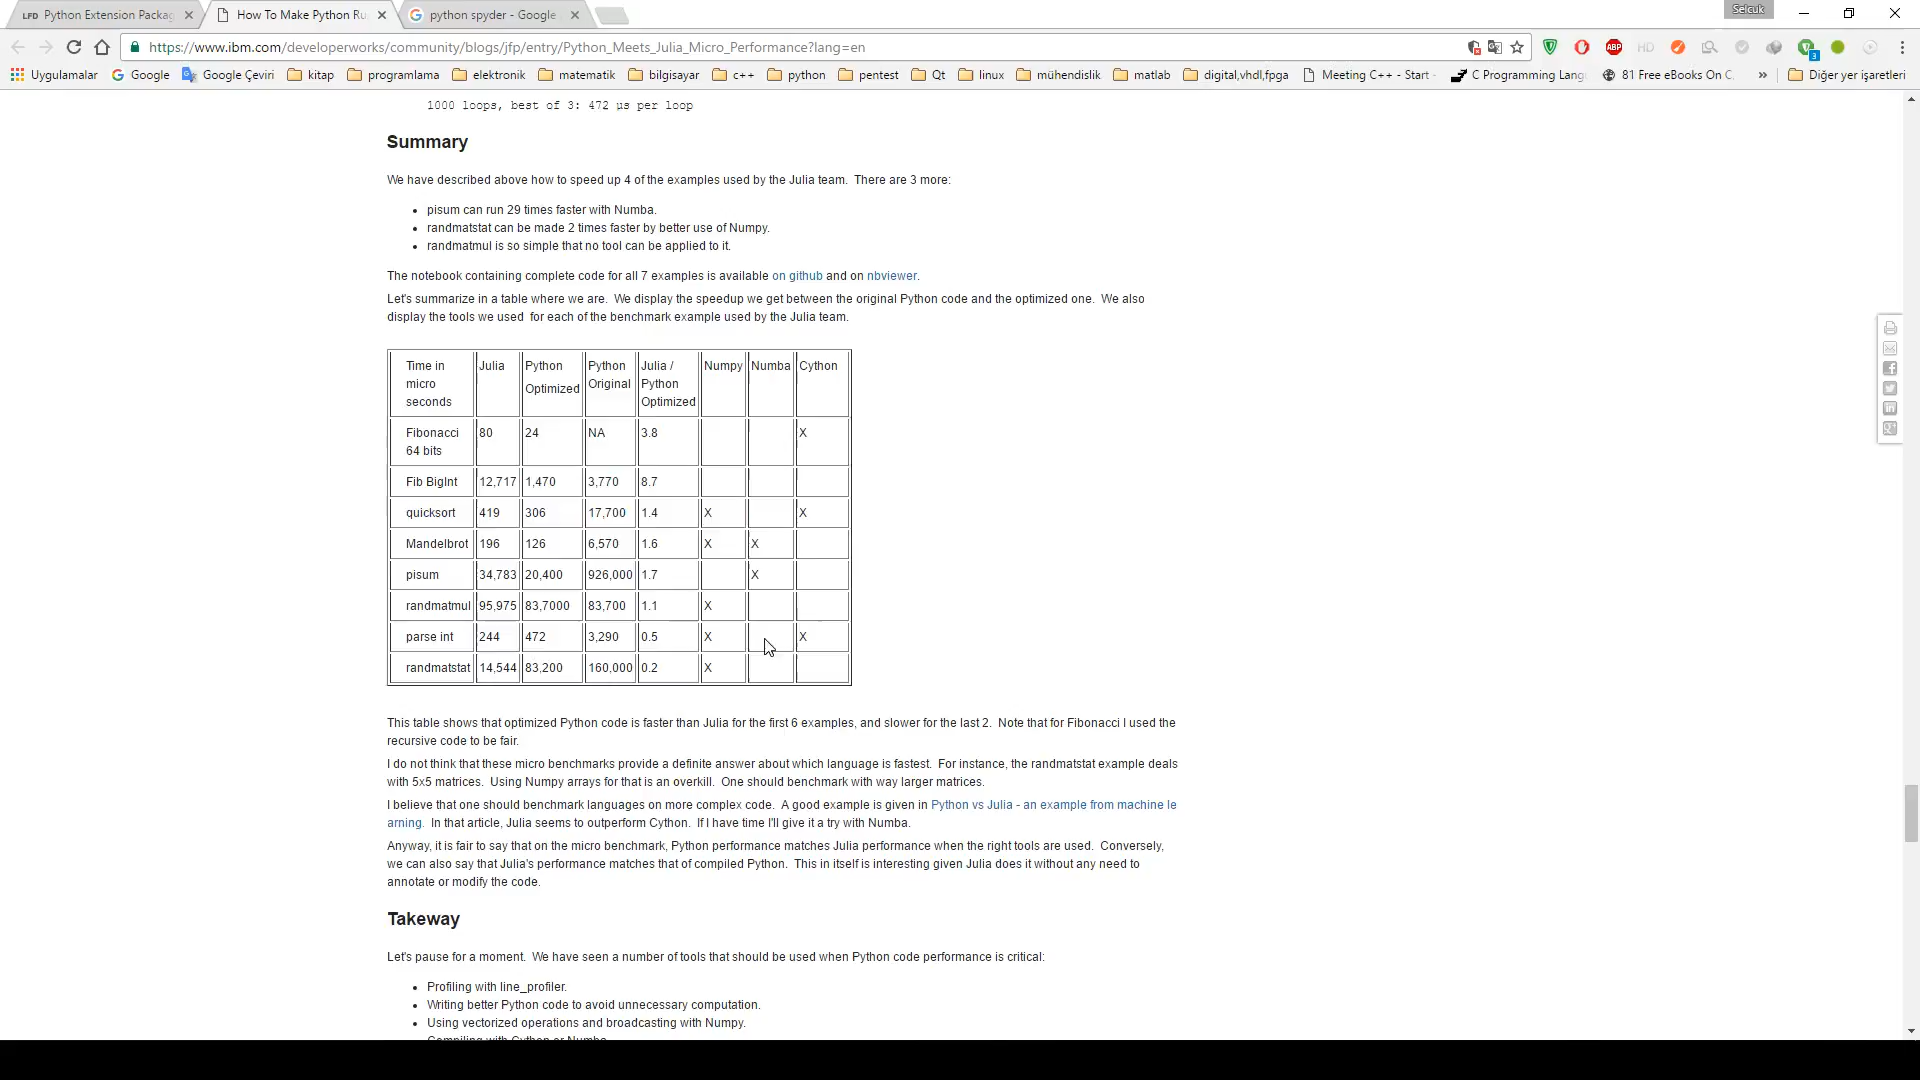 LFD Python Extension Packag
How To Make Python Ru
python spyder - Google
Selcuk
https://www.ibm.com/developerworks/community/blogs/jfp/entry/Python_Meets_Julia_Micro_Performance?lang=en
ABP
HD
3
Uygulamalar
Google
Google Çeviri
kitap
programlama
elektronik
matematik
bilgisayar
c++
python
pentest
Qt
linux
mühendislik
matlab
digital,vhdl,fpga
Meeting C++ - Start
C Programming Lang
81 Free eBooks On C
»
Diğer yer işaretleri
1000 loops, best of 3: 472 µs per loop
Summary
We have described above how to speed up 4 of the examples used by the Julia team. There are 3 more:
• pisum can run 29 times faster with Numba.
• randmatstat can be made 2 times faster by better use of Numpy.
• randmatmul is so simple that no tool can be applied to it.
The notebook containing complete code for all 7 examples is available on github and on nbviewer.
Let's summarize in a table where we are. We display the speedup we get between the original Python code and the optimized one. We also
display the tools we used for each of the benchmark example used by the Julia team.
Time in micro seconds Julia Python Optimized Python Original Julia / Python Optimized Numpy Numba Cython
Fibonacci 64 bits 80 24 NA 3.8 X
Fib BigInt 12,717 1,470 3,770 8.7
quicksort 419 306 17,700 1.4 X X
Mandelbrot 196 126 6,570 1.6 X X
pisum 34,783 20,400 926,000 1.7 X
randmatmul 95,975 83,7000 83,700 1.1 X
parse int 244 472 3,290 0.5 X X
randmatstat 14,544 83,200 160,000 0.2 X
This table shows that optimized Python code is faster than Julia for the first 6 examples, and slower for the last 2. Note that for Fibonacci I used the
recursive code to be fair.
I do not think that these micro benchmarks provide a definite answer about which language is fastest. For instance, the randmatstat example deals
with 5x5 matrices. Using Numpy arrays for that is an overkill. One should benchmark with way larger matrices.
I believe that one should benchmark languages on more complex code. A good example is given in Python vs Julia - an example from machine le
arning. In that article, Julia seems to outperform Cython. If I have time I'll give it a try with Numba.
Anyway, it is fair to say that on the micro benchmark, Python performance matches Julia performance when the right tools are used. Conversely,
we can also say that Julia's performance matches that of compiled Python. This in itself is interesting given Julia does it without any need to
annotate or modify the code.
Takeway
Let's pause for a moment. We have seen a number of tools that should be used when Python code performance is critical:
• Profiling with line_profiler.
• Writing better Python code to avoid unnecessary computation.
• Using vectorized operations and broadcasting with Numpy.
Compiling with Cython or Numba